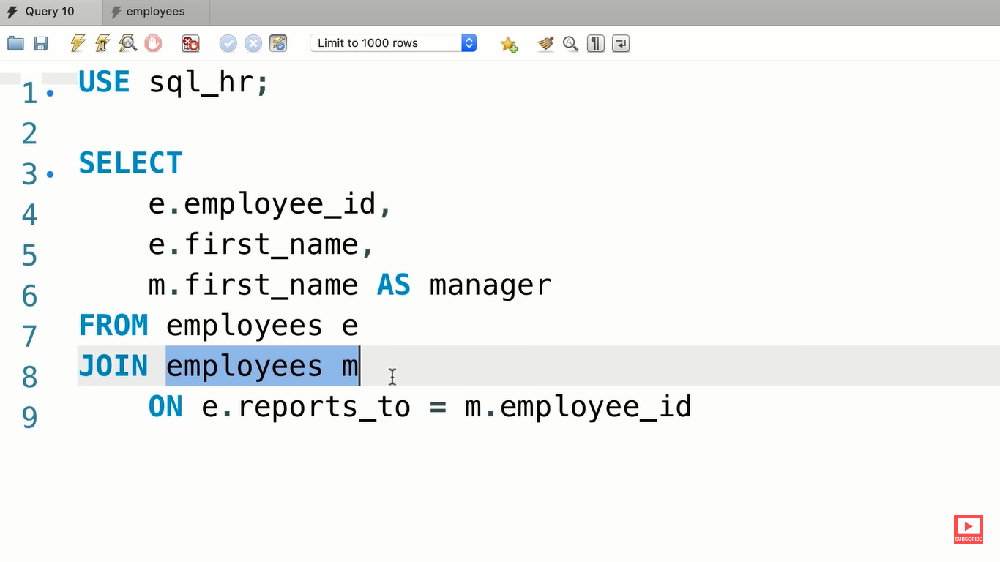 Query 10
employees
Limit to 1000 rows
1 USE sql_hr;
2
3 SELECT
4 e.employee_id,
5 e.first_name,
6 m.first_name AS manager
7 FROM employees e
8 JOIN employees m
9 ON e.reports_to = m.employee_id
SUBSCRIBE